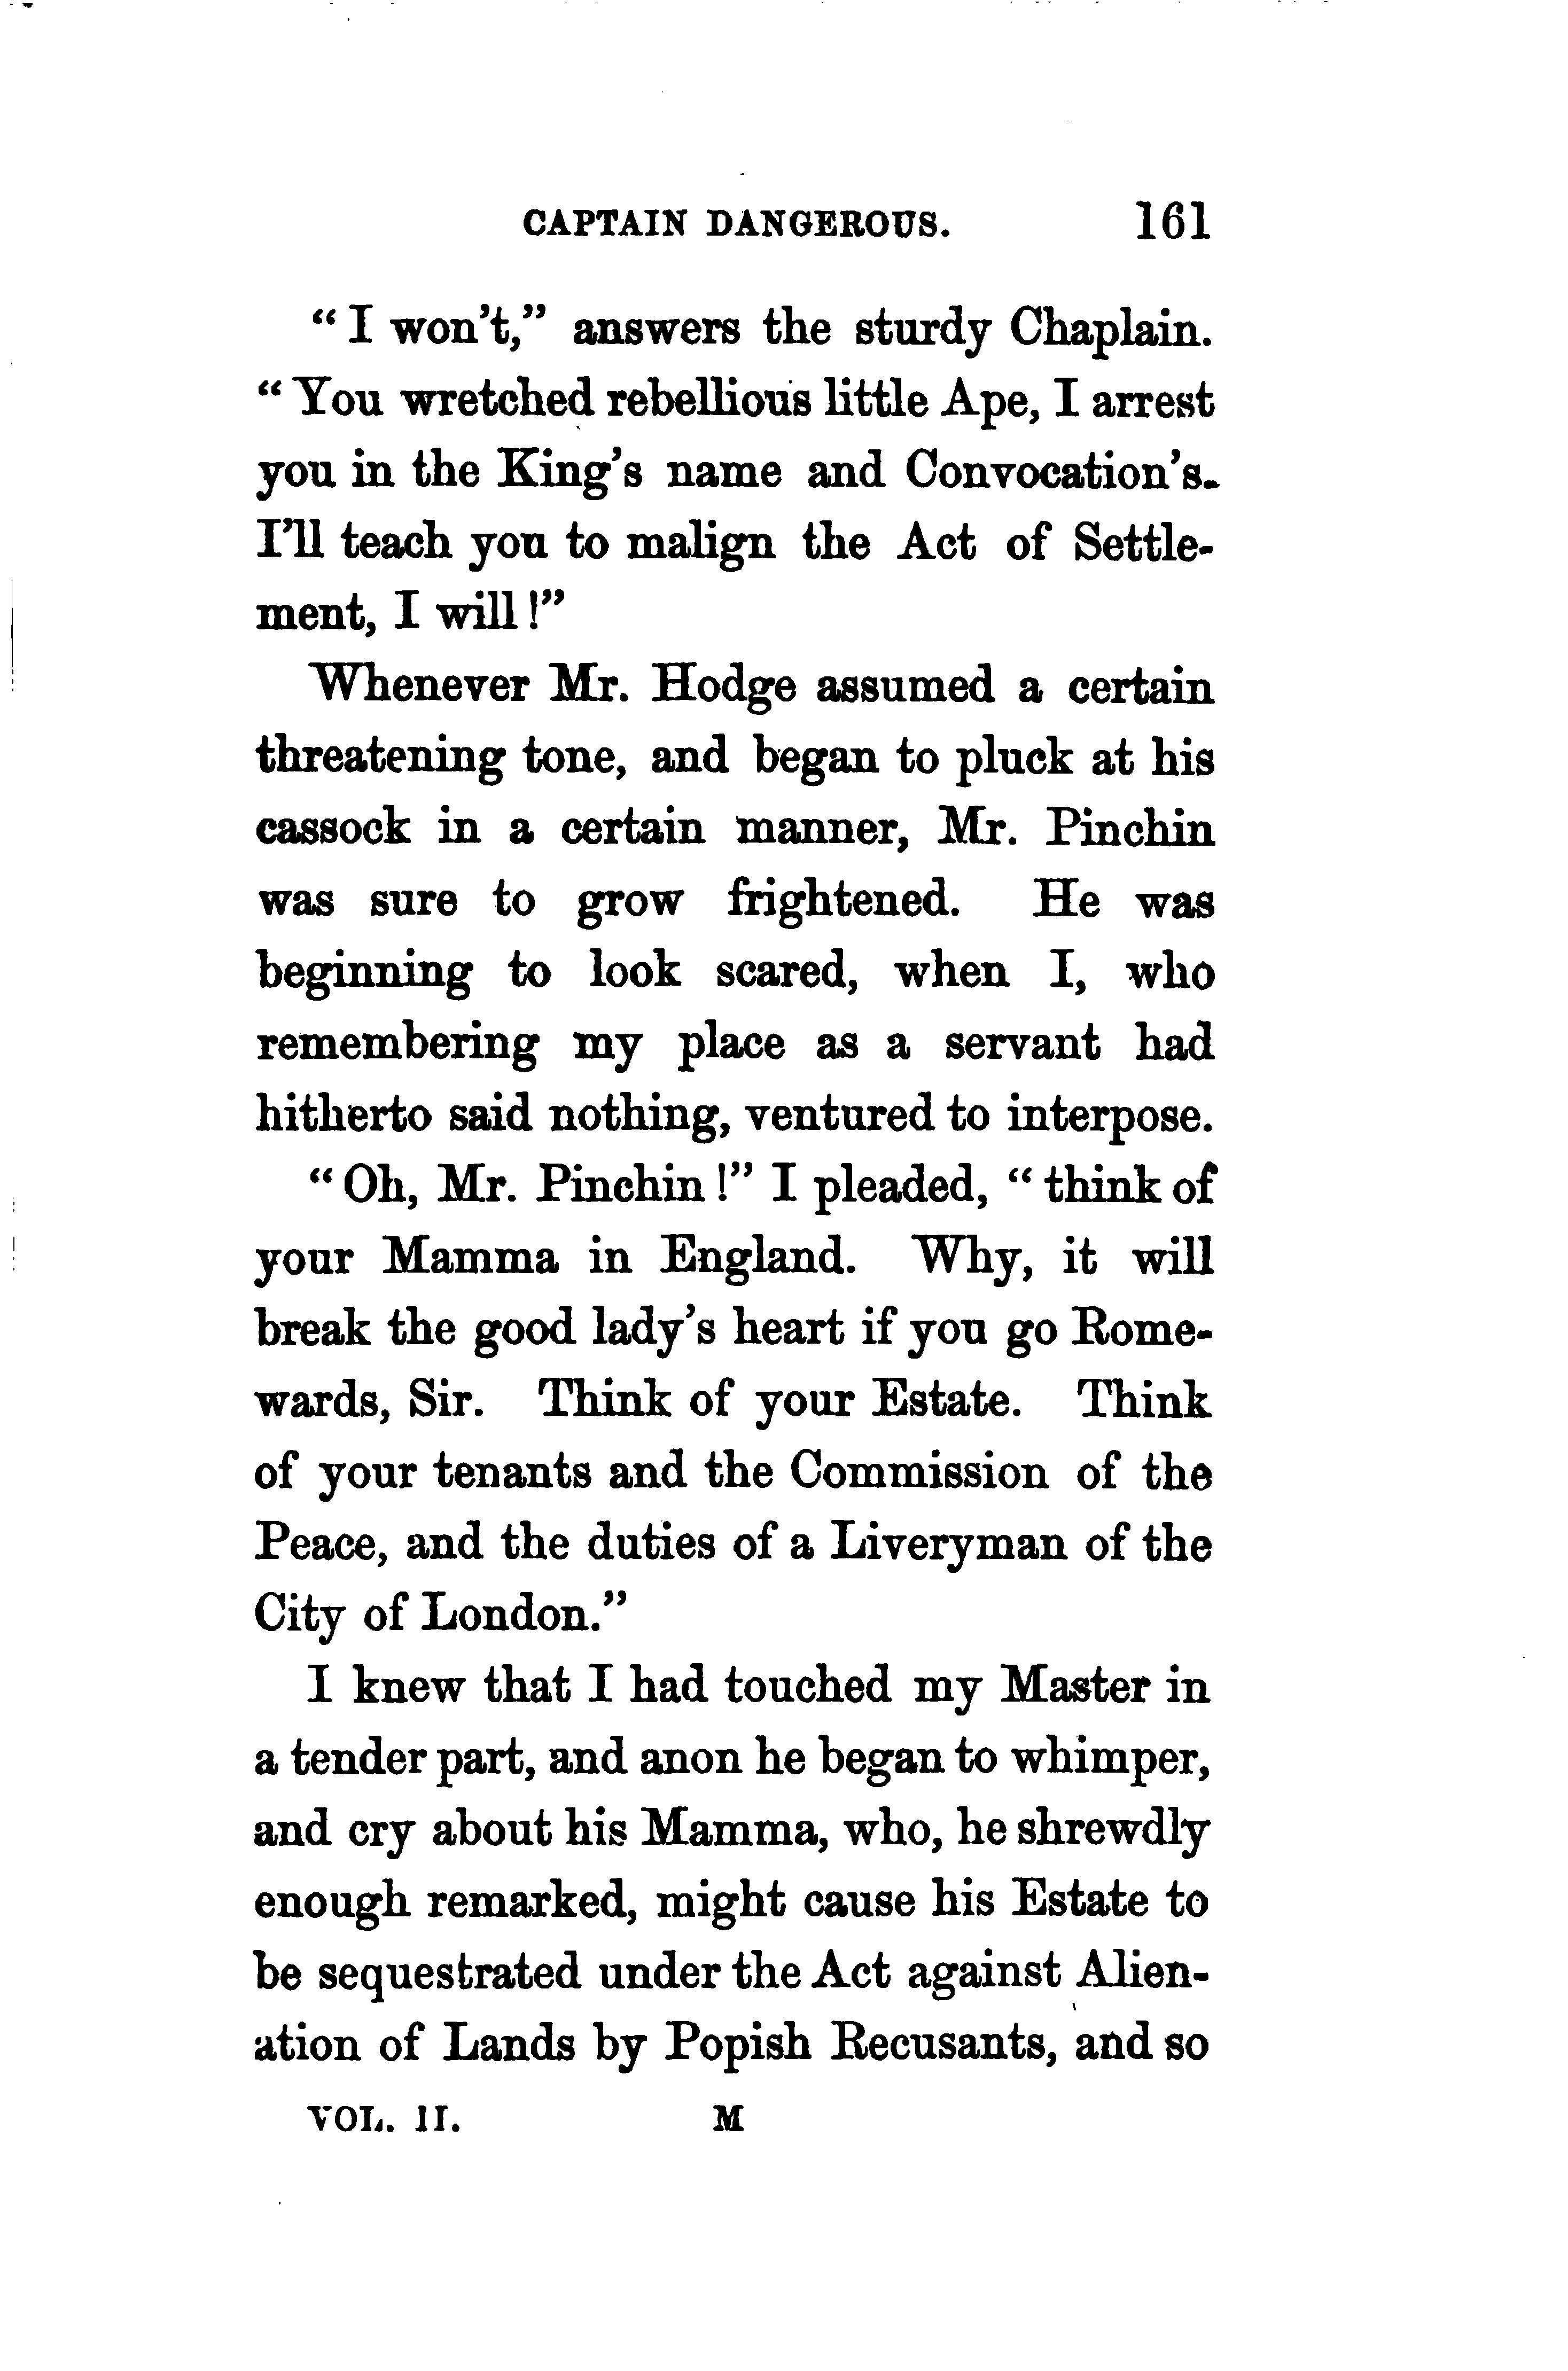 CAPTAIN DANGEROUS. 161
“ I won't,” answers the sturdy Chaplain.
“ You wretched rebellious little Ape, I arrest
you in the King's name and Convocation's.
I'll teach you to malign the Act of Settle-
ment, I will !”
Whenever Mr. Hodge assumed a certain
threatening tone, and began to pluck at his
cassock in a certain manner, Mr. Pinchin
was sure to grow frightened. He was
beginning to look scared, when I, who
remembering my place as a servant had
hitherto said nothing, ventured to interpose.
“ Oh, Mr. Pinchin !” I pleaded, “ think of
your Mamma in England. Why, it will
break the good lady's heart if you go Rome-
wards, Sir. Think of your Estate. Think
of your tenants and the Commission of the
Peace, and the duties of a Liveryman of the
City of London.”
I knew that I had touched my Master in
a tender part, and anon he began to whimper,
and cry about his Mamma, who, he shrewdly
enough remarked, might cause his Estate to
be sequestrated under the Act against Alien-
ation of Lands by Popish Recusants, and so
VOL. II. M